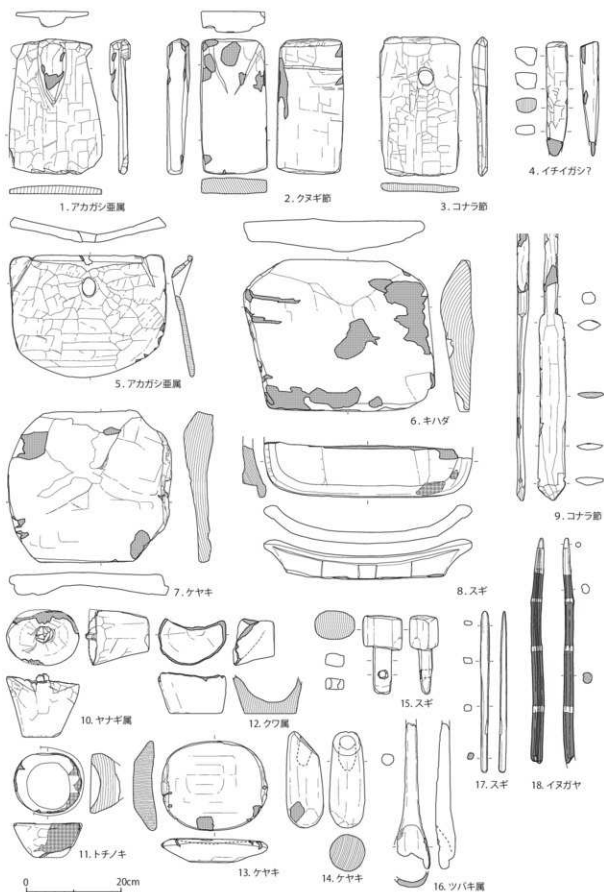 1. アカガシ亜属
2. クヌギ節
3. コナラ節
4. イチイガシ?
5. アカガシ亜属
6. キハダ
7. ケヤキ
8. スギ
9. コナラ節
10. ヤナギ属
11. トチノキ
12. クワ属
13. ケヤキ
14. ケヤキ
15. スギ
16. ツバキ属
17. スギ
18. イヌガヤ
0 20cm